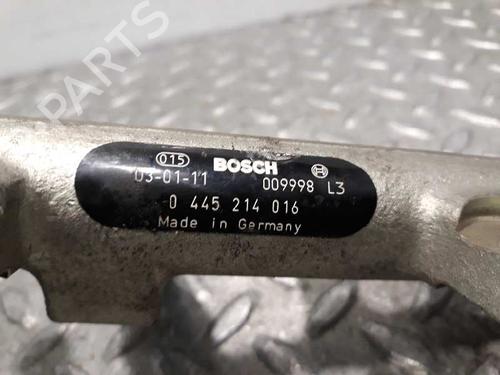 B PARTS
015 BOSCH
03-01-11 009998 L3
0 445 214 016
Made in Germany